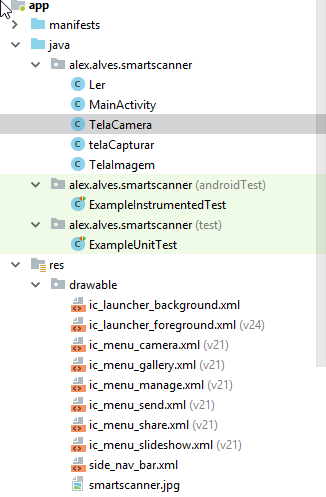 app
manifests
java
alex.alves.smartscanner
Ler
MainActivity
TelaCamera
telaCapturar
TelaImagem
alex.alves.smartscanner (androidTest)
ExampleInstrumentedTest
alex.alves.smartscanner (test)
ExampleUnitTest
res
drawable
ic_launcher_background.xml
ic_launcher_foreground.xml (v24)
ic_menu_camera.xml (v21)
ic_menu_gallery.xml (v21)
ic_menu_manage.xml (v21)
ic_menu_send.xml (v21)
ic_menu_share.xml (v21)
ic_menu_slideshow.xml (v21)
side_nav_bar.xml
smartscanner.jpg